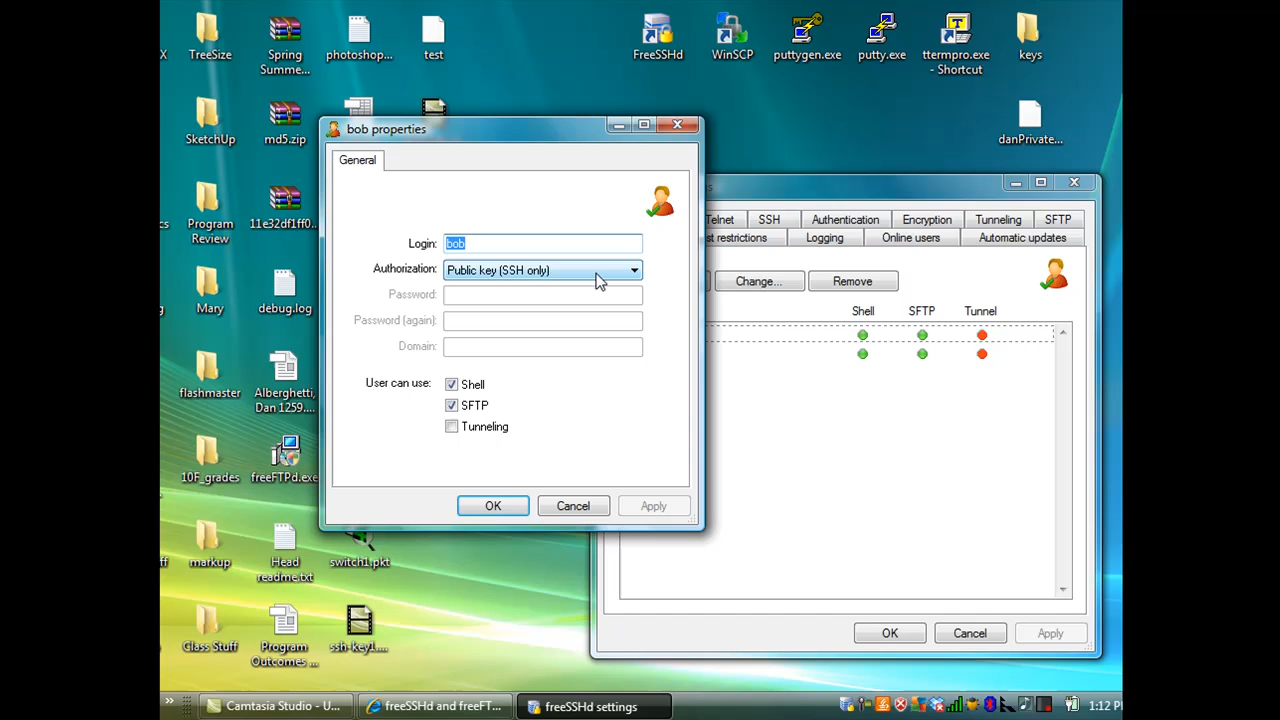 X
TreeSize
Spring
Summe...
photoshop...
test
FreeSSHd
WinSCP
puttygen.exe
putty.exe
ttermpro.exe
- Shortcut
keys
SketchUp
md5.zip
danPrivate...
cs
Program
Review
11e32df1ff0...
Mary
debug.log
flashmaster
Alberghetti,
Dan 1259....
10F_grades
freeFTPd.exe
ff
markup
Head
readme.txt
switch1.pkt
Class Stuff
Program
Outcomes ...
ssh-key1....
bob properties
General
Login:
bob
Authorization:
Public key (SSH only)
Password:
Password (again):
Domain:
User can use:
Shell
SFTP
Tunneling
OK
Cancel
Apply
Telnet
SSH
Authentication
Encryption
Tunneling
SFTP
st restrictions
Logging
Online users
Automatic updates
Change...
Remove
Shell
SFTP
Tunnel
OK
Cancel
Apply
»
Camtasia Studio - U...
freeSSHd and freeFT...
freeSSHd settings
1:12 PM